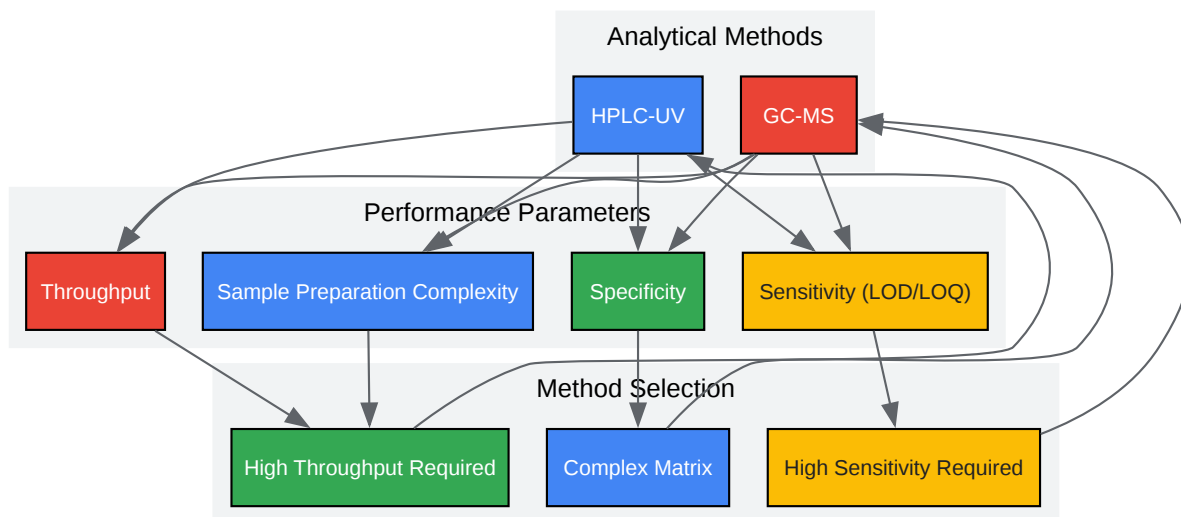 Analytical Methods
HPLC-UV
GC-MS
Performance Parameters
Throughput
Sample Preparation Complexity
Specificity
Sensitivity (LOD/LOQ)
Method Selection
High Throughput Required
Complex Matrix
High Sensitivity Required